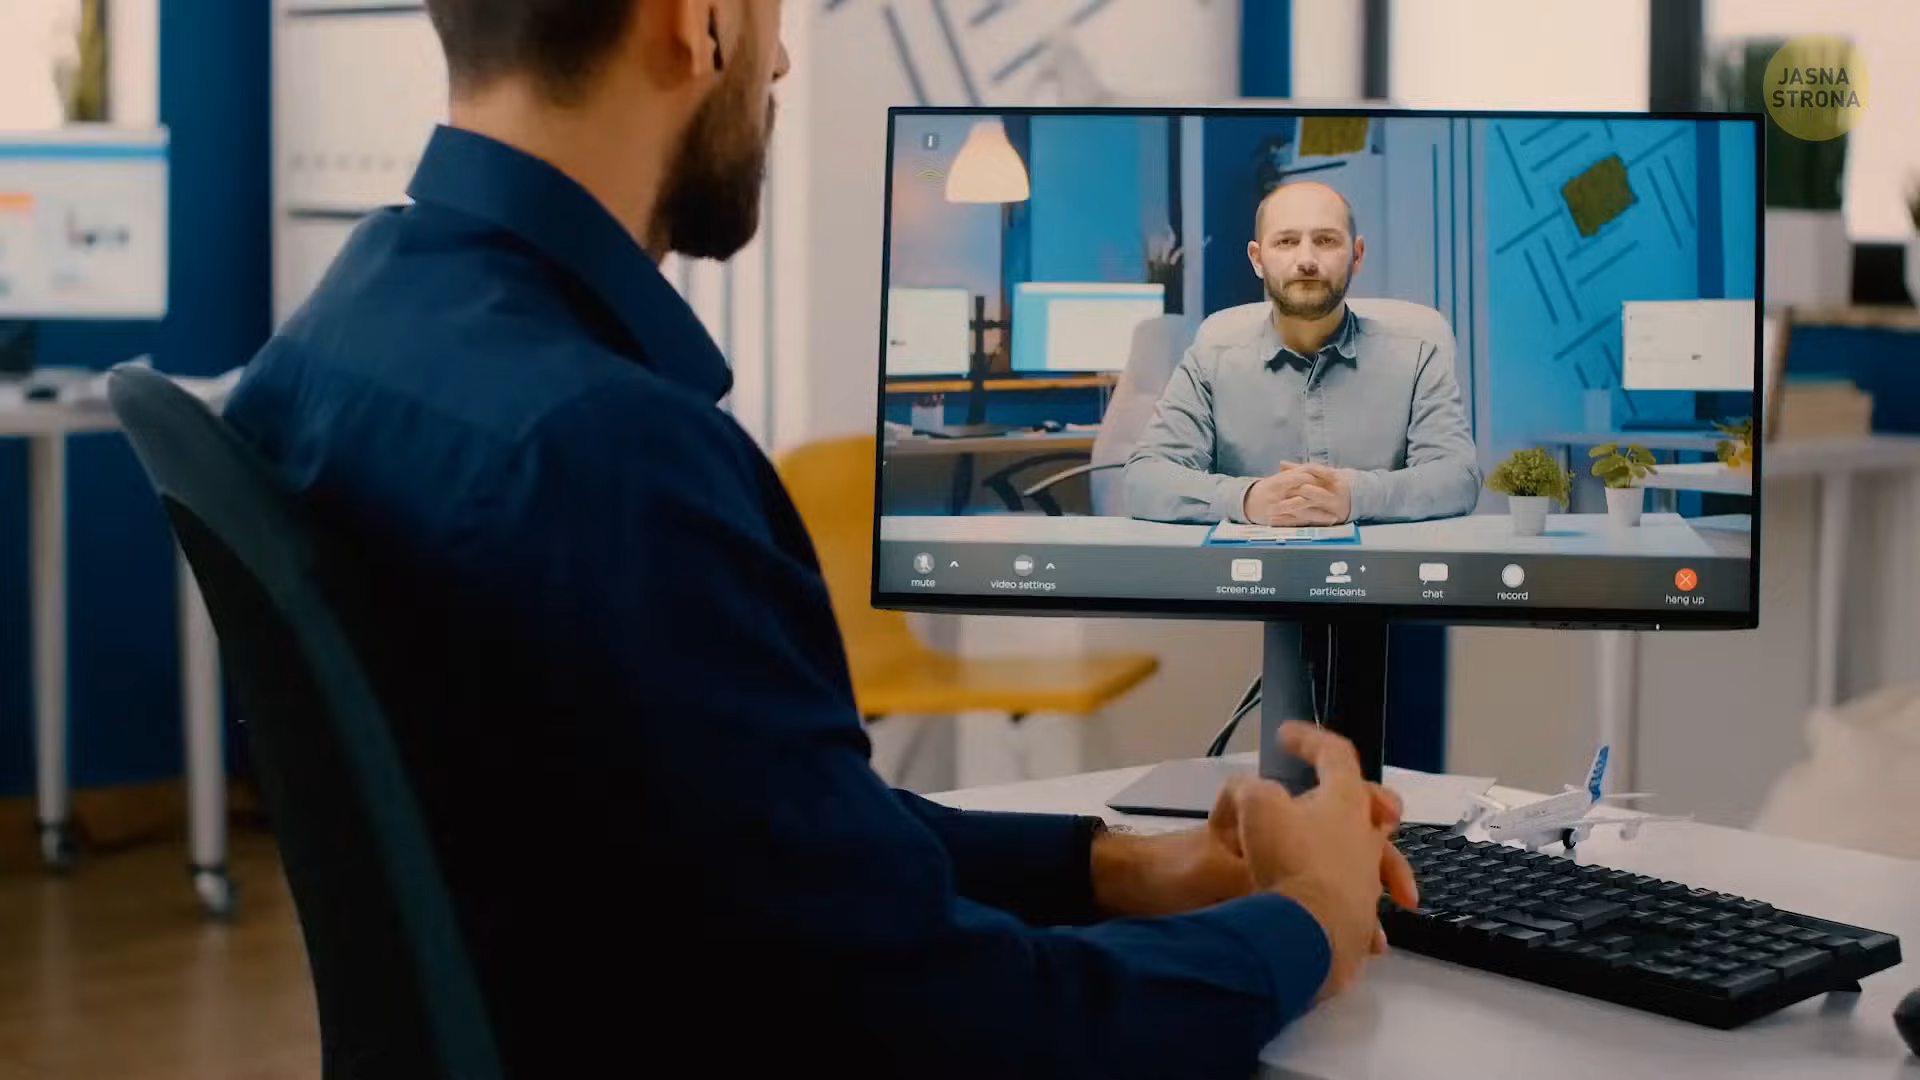 JASNA
STRONA
mute
video settings
screen share
participants
chat
record
hang up